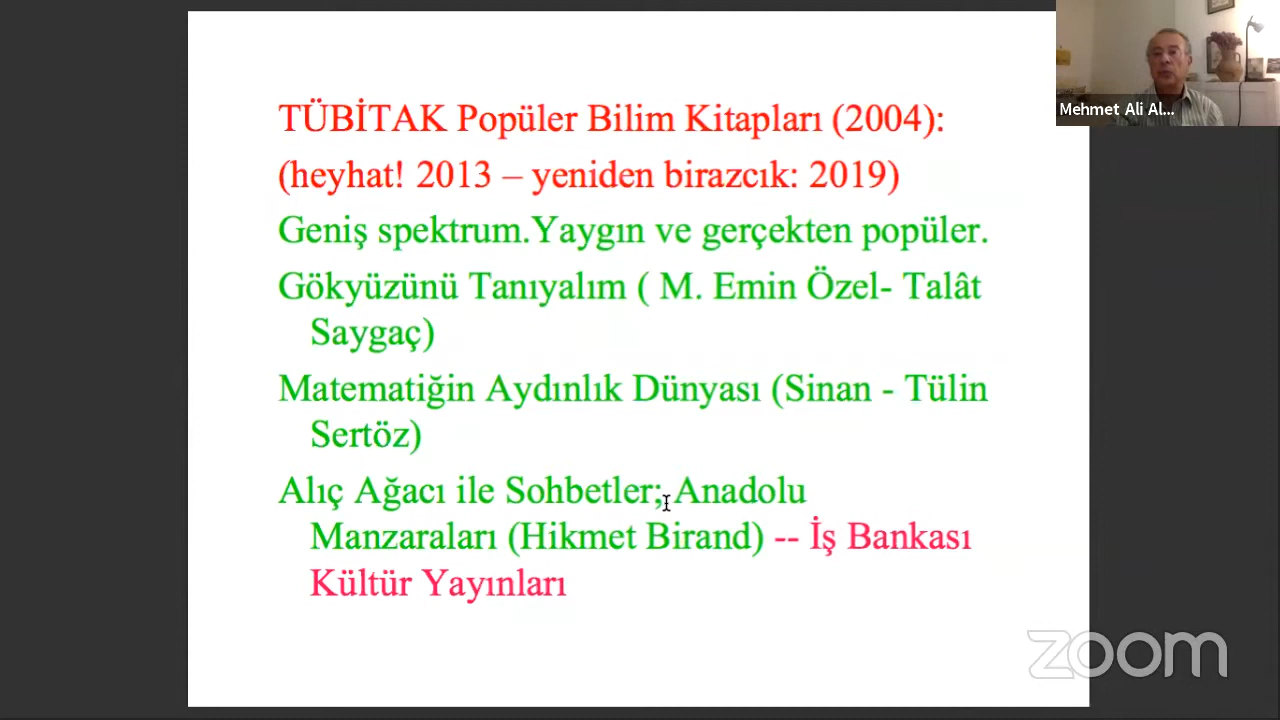 TÜBİTAK Popüler Bilim Kitapları (2004):
(heyhat! 2013 – yeniden birazcık: 2019)
Geniş spektrum.Yaygın ve gerçekten popüler.
Gökyüzünü Tanıyalım ( M. Emin Özel- Talât
Saygaç)
Matematiğin Aydınlık Dünyası (Sinan - Tülin
Sertöz)
Alıç Ağacı ile Sohbetler; Anadolu
Manzaraları (Hikmet Birand) -- İş Bankası
Kültür Yayınları
Mehmet Ali Al...
zoom